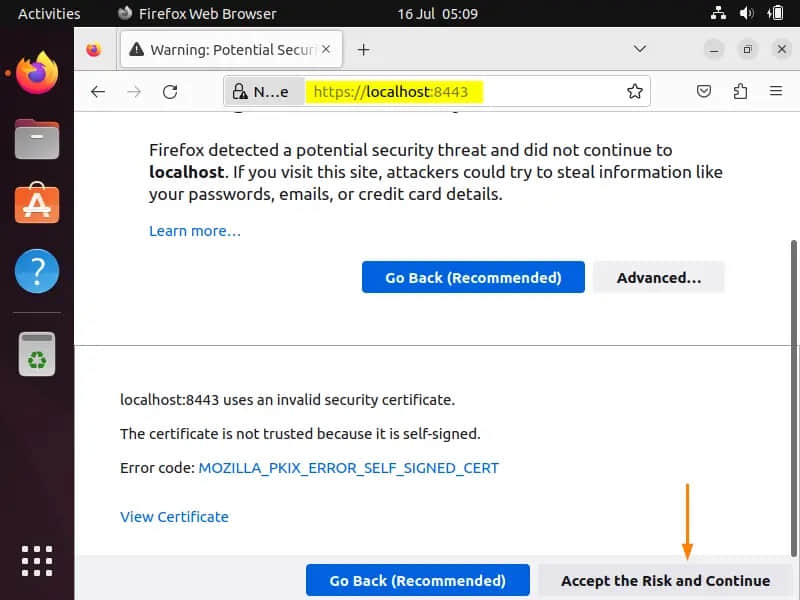 Activities
Firefox Web Browser
16 Jul 05:09
Warning: Potential Securi
N...e
https://localhost:8443
Firefox detected a potential security threat and did not continue to
localhost. If you visit this site, attackers could try to steal information like
your passwords, emails, or credit card details.
Learn more…
Go Back (Recommended)
Advanced...
localhost:8443 uses an invalid security certificate.
The certificate is not trusted because it is self-signed.
Error code: MOZILLA_PKIX_ERROR_SELF_SIGNED_CERT
View Certificate
Go Back (Recommended)
Accept the Risk and Continue